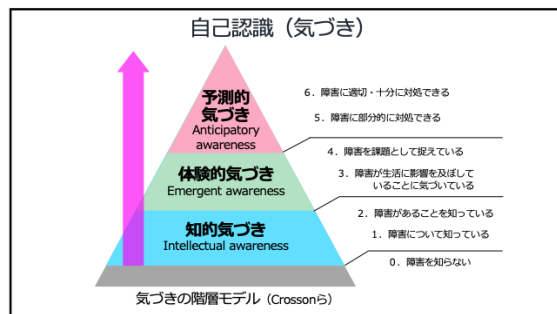 自己認識（気づき）
予測的
気づき
Anticipatory
awareness
体験的気づき
Emergent awareness
知的気づき
Intellectual awareness
6．障害に適切・十分に対処できる
5．障害に部分的に対処できる
4．障害を課題として捉えている
3．障害が生活に影響を及ぼして
いることに気づいている
2．障害があることを知っている
1．障害について知っている
0．障害を知らない
気づきの階層モデル（Crossonら）